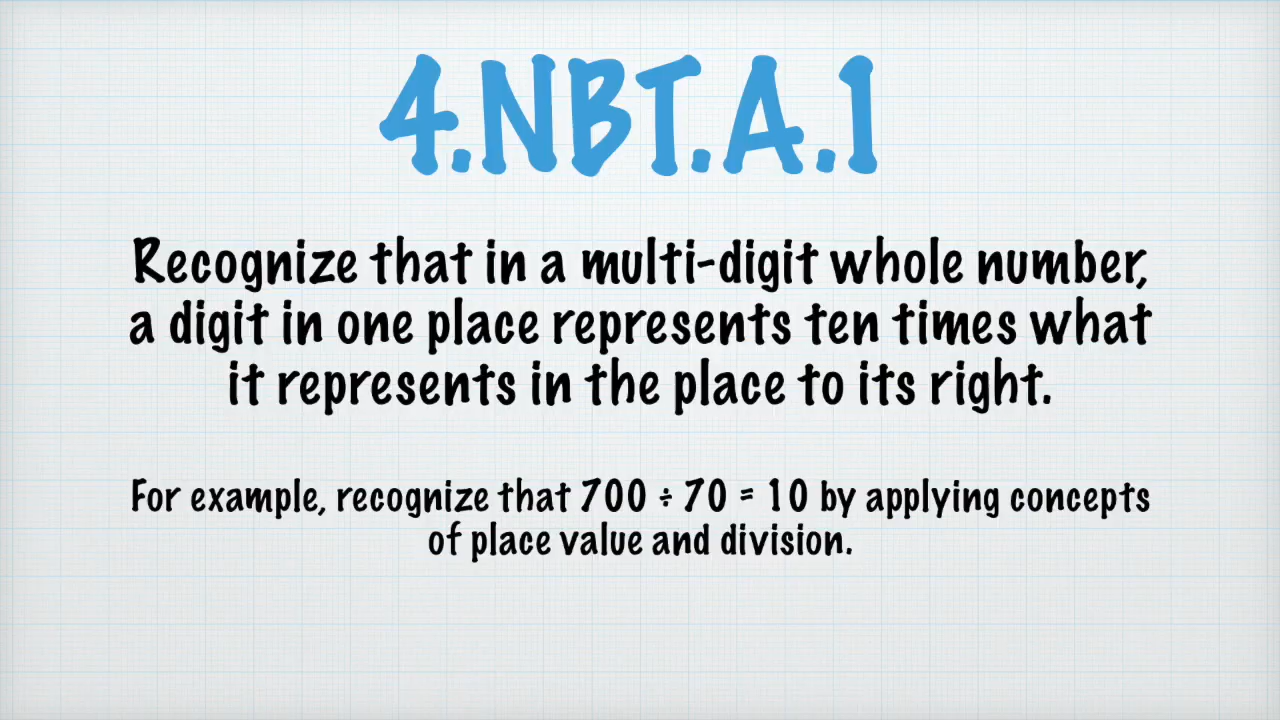 4.NBT.A.1
Recognize that in a multi-digit whole number,
a digit in one place represents ten times what
it represents in the place to its right.
For example, recognize that 700 ÷ 70 = 10 by applying concepts
of place value and division.